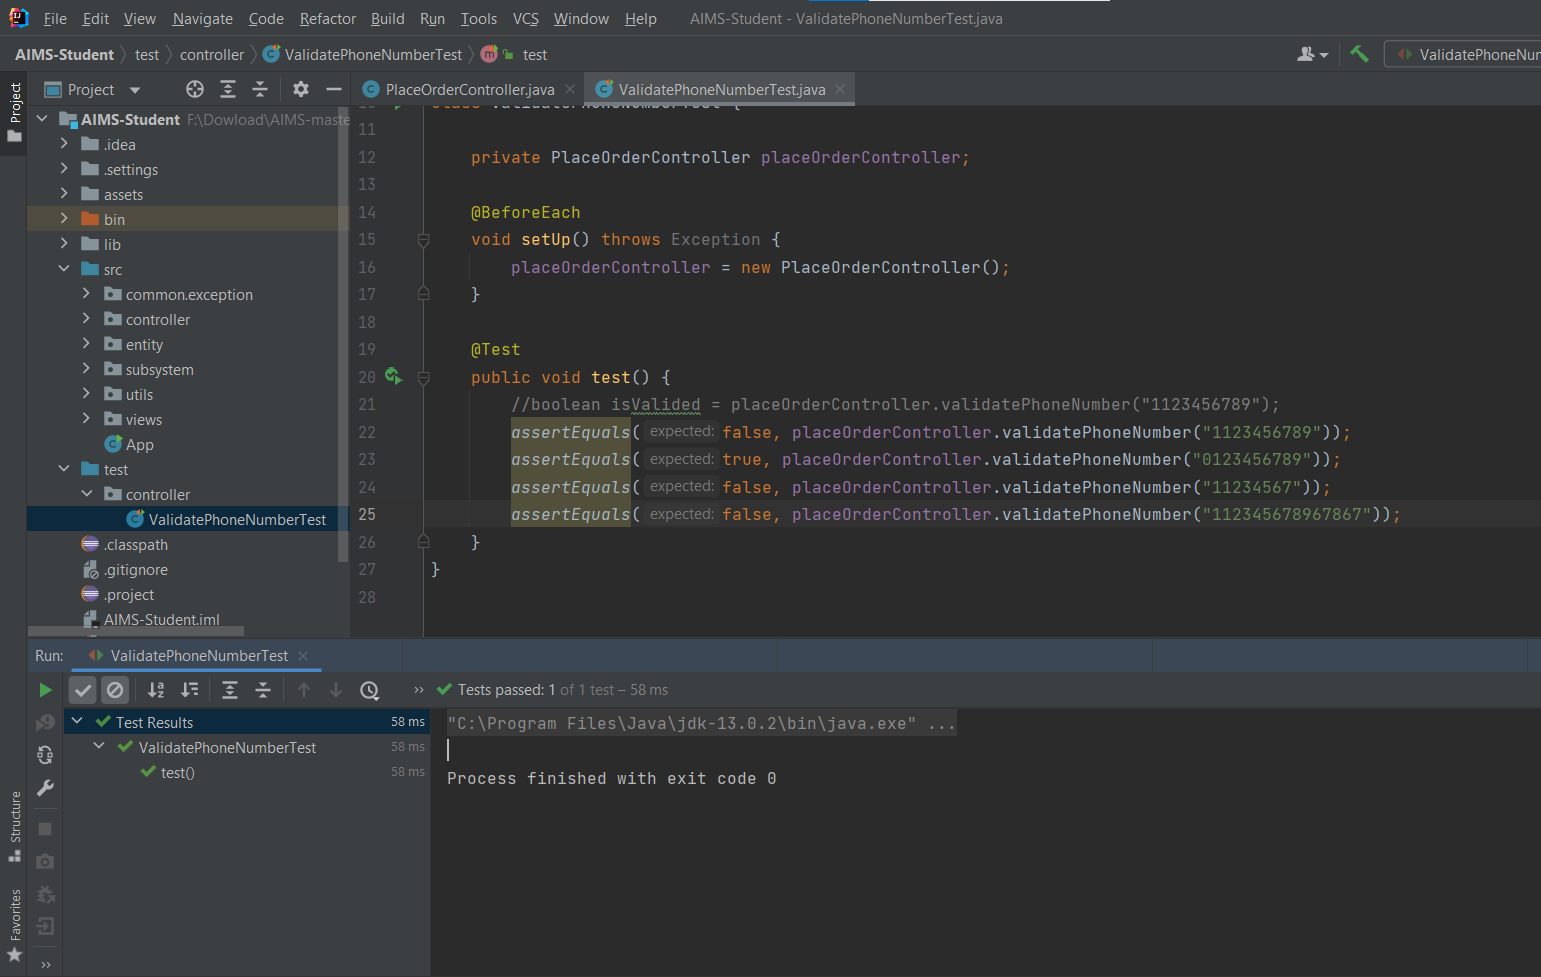 File Edit View Navigate Code Refactor Build Run Tools VCS Window Help AIMS-Student - ValidatePhoneNumberTest.java
AIMS-Student test controller ValidatePhoneNumberTest m test ValidatePhoneNum
Project
Project
PlaceOrderController.java ValidatePhoneNumberTest.java
AIMS-Student F:\Dowload\AIMS-maste
.idea
.settings
assets
bin
lib
src
common.exception
controller
entity
subsystem
utils
views
App
test
controller
ValidatePhoneNumberTest
.classpath
.gitignore
.project
AIMS-Student.iml
10 class ValidatePhoneNumberTest {
11
12 private PlaceOrderController placeOrderController;
13
14 @BeforeEach
15 void setUp() throws Exception {
16 placeOrderController = new PlaceOrderController();
17 }
18
19 @Test
20 public void test() {
21 //boolean isValided = placeOrderController.validatePhoneNumber("1123456789");
22 assertEquals( expected: false, placeOrderController.validatePhoneNumber("1123456789"));
23 assertEquals( expected: true, placeOrderController.validatePhoneNumber("0123456789"));
24 assertEquals( expected: false, placeOrderController.validatePhoneNumber("11234567"));
25 assertEquals( expected: false, placeOrderController.validatePhoneNumber("112345678967867"));
26 }
27 }
28
Run: ValidatePhoneNumberTest
Tests passed: 1 of 1 test – 58 ms
Test Results 58 ms
ValidatePhoneNumberTest 58 ms
test() 58 ms
"C:\Program Files\Java\jdk-13.0.2\bin\java.exe" ...
Process finished with exit code 0
Structure
Favorites